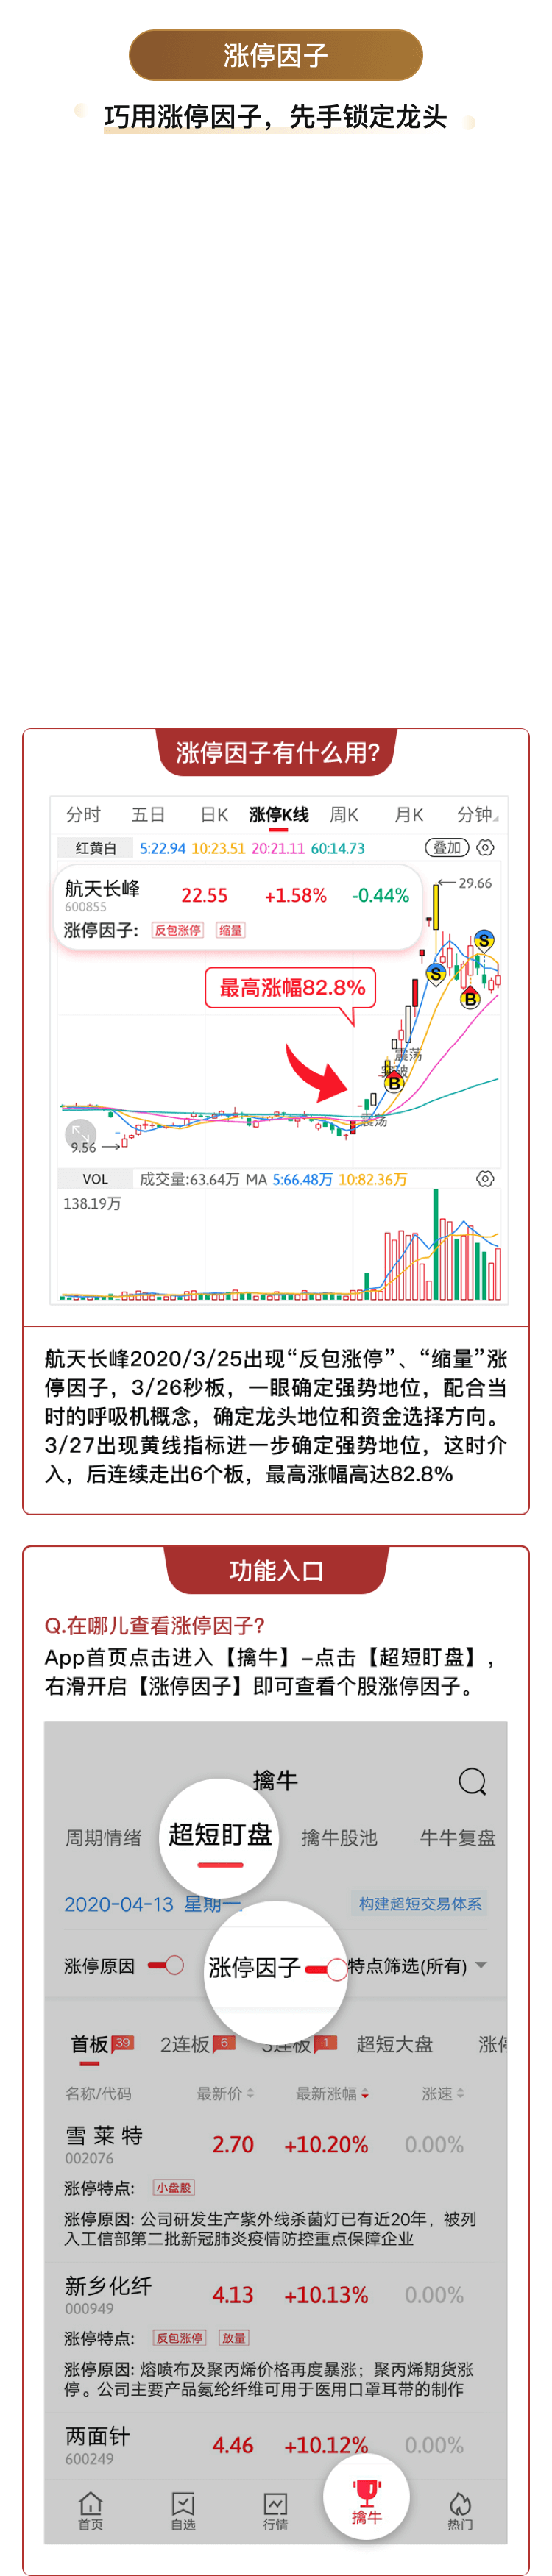 涨停因子
巧用涨停因子，先手锁定龙头
涨停因子有什么用?
分时 五日 日K 涨停K线 周K 月K 分钟
红黄白 5:22.94 10:23.51 20:21.11 60:14.73 叠加
航天长峰 22.55 +1.58% -0.44%
600855
涨停因子: 反包涨停 缩量
29.66
S
S
B
最高涨幅82.8%
震荡
突破
B
震荡
9.56
VOL 成交量:63.64万 MA 5:66.48万 10:82.36万
138.19万
航天长峰2020/3/25出现“反包涨停”、“缩量”涨
停因子，3/26秒板，一眼确定强势地位，配合当
时的呼吸机概念，确定龙头地位和资金选择方向。
3/27出现黄线指标进一步确定强势地位，这时介
入，后连续走出6个板，最高涨幅高达82.8%
功能入口
Q.在哪儿查看涨停因子?
App首页点击进入【擒牛】-点击【超短盯盘】，
右滑开启【涨停因子】即可查看个股涨停因子。
擒牛
周期情绪 超短盯盘 擒牛股池 牛牛复盘
2020-04-13 星期一 构建超短交易体系
涨停原因 涨停因子 特点筛选(所有)
首板 39 2连板 6 3连板 1 超短大盘 涨停
名称/代码 最新价 最新涨幅 涨速
雪莱特 2.70 +10.20% 0.00%
002076
涨停特点: 小盘股
涨停原因: 公司研发生产紫外线杀菌灯已有近20年，被列
入工信部第二批新冠肺炎疫情防控重点保障企业
新乡化纤 4.13 +10.13% 0.00%
000949
涨停特点: 反包涨停 放量
涨停原因: 熔喷布及聚丙烯价格再度暴涨；聚丙烯期货涨
停。公司主要产品氨纶纤维可用于医用口罩耳带的制作
两面针 4.46 +10.12% 0.00%
600249
首页 自选 行情 擒牛 热门